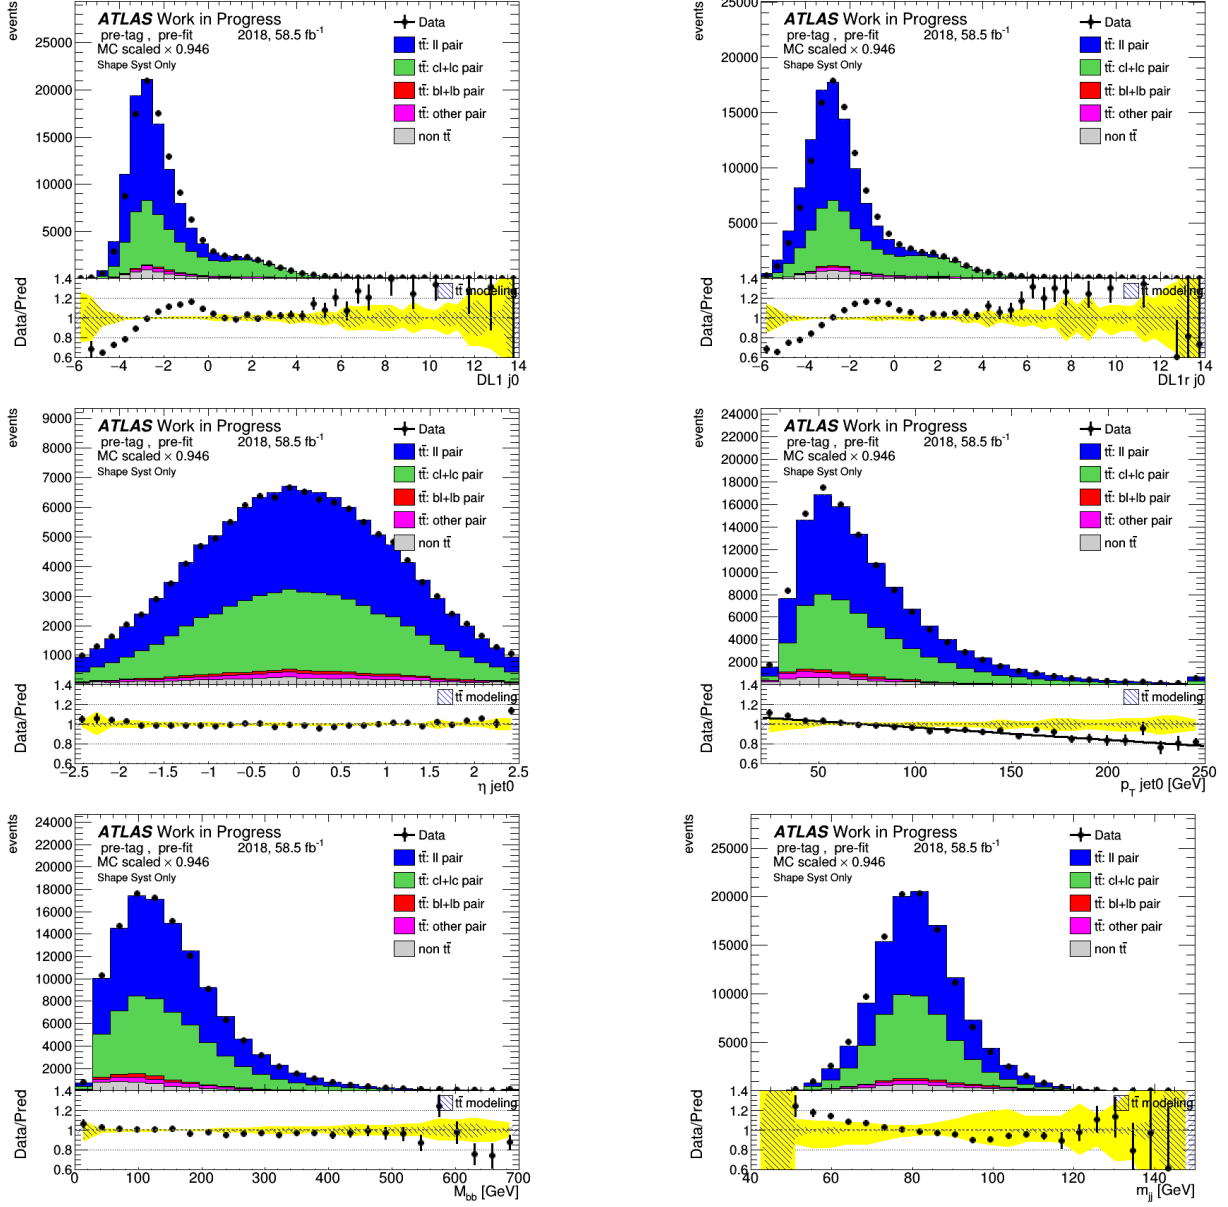 ATLAS Work in Progress
pre-tag , pre-fit 2018, 58.5 fb⁻¹
MC scaled × 0.946
Shape Syst Only
Data
tt̄: ll pair
tt̄: cl+lc pair
tt̄: bl+lb pair
tt̄: other pair
non tt̄
events
25000
20000
15000
10000
5000
1.4
1.2
1
0.8
0.6
Data/Pred
tt̄ modeling
−6 −4 −2 0 2 4 6 8 10 12 14
DL1 j0
ATLAS Work in Progress
pre-tag , pre-fit 2018, 58.5 fb⁻¹
MC scaled × 0.946
Shape Syst Only
Data
tt̄: ll pair
tt̄: cl+lc pair
tt̄: bl+lb pair
tt̄: other pair
non tt̄
events
25000
20000
15000
10000
5000
1.4
1.2
1
0.8
0.6
Data/Pred
tt̄ modeling
−6 −4 −2 0 2 4 6 8 10 12 14
DL1r j0
ATLAS Work in Progress
pre-tag , pre-fit 2018, 58.5 fb⁻¹
MC scaled × 0.946
Shape Syst Only
Data
tt̄: ll pair
tt̄: cl+lc pair
tt̄: bl+lb pair
tt̄: other pair
non tt̄
events
9000
8000
7000
6000
5000
4000
3000
2000
1000
1.4
1.2
1
0.8
Data/Pred
tt̄ modeling
−2.5 −2 −1.5 −1 −0.5 0 0.5 1 1.5 2 2.5
η jet0
ATLAS Work in Progress
pre-tag , pre-fit 2018, 58.5 fb⁻¹
MC scaled × 0.946
Shape Syst Only
Data
tt̄: ll pair
tt̄: cl+lc pair
tt̄: bl+lb pair
tt̄: other pair
non tt̄
events
24000
22000
20000
18000
16000
14000
12000
10000
8000
6000
4000
2000
1.4
1.2
1
0.8
0.6
Data/Pred
tt̄ modeling
50 100 150 200 250
p_T jet0 [GeV]
ATLAS Work in Progress
pre-tag , pre-fit 2018, 58.5 fb⁻¹
MC scaled × 0.946
Shape Syst Only
Data
tt̄: ll pair
tt̄: cl+lc pair
tt̄: bl+lb pair
tt̄: other pair
non tt̄
events
24000
22000
20000
18000
16000
14000
12000
10000
8000
6000
4000
2000
0
1.4
1.2
1
0.8
0.6
Data/Pred
tt̄ modeling
0 100 200 300 400 500 600 700
M_bb [GeV]
ATLAS Work in Progress
pre-tag , pre-fit 2018, 58.5 fb⁻¹
MC scaled × 0.946
Shape Syst Only
Data
tt̄: ll pair
tt̄: cl+lc pair
tt̄: bl+lb pair
tt̄: other pair
non tt̄
events
25000
20000
15000
10000
5000
1.4
1.2
1
0.8
0.6
Data/Pred
tt̄ modeling
40 60 80 100 120 140
m_jj [GeV]